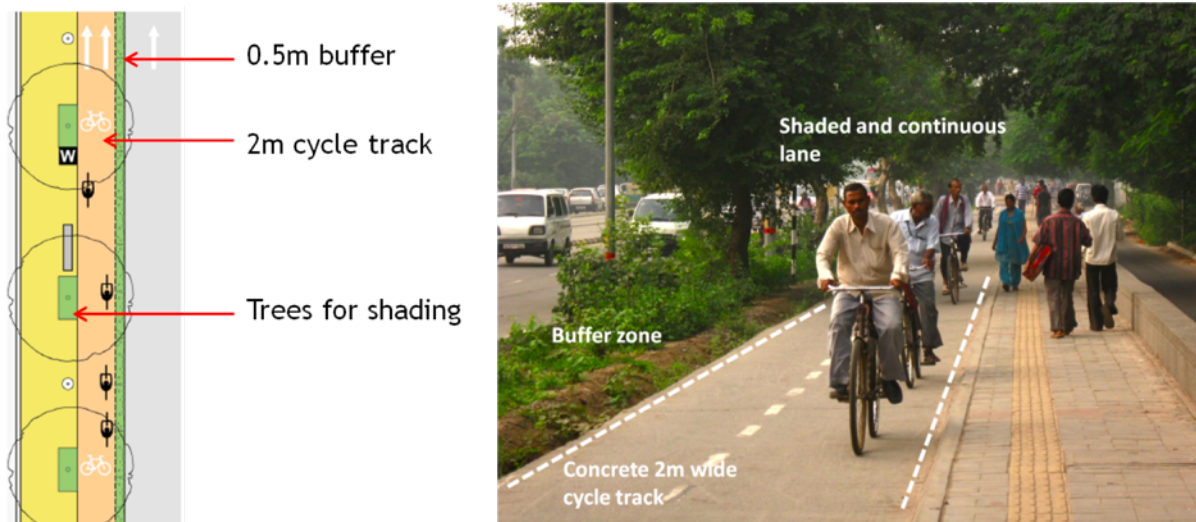 0.5m buffer
2m cycle track
W
Trees for shading
Shaded and continuous
lane
Buffer zone
Concrete 2m wide
cycle track